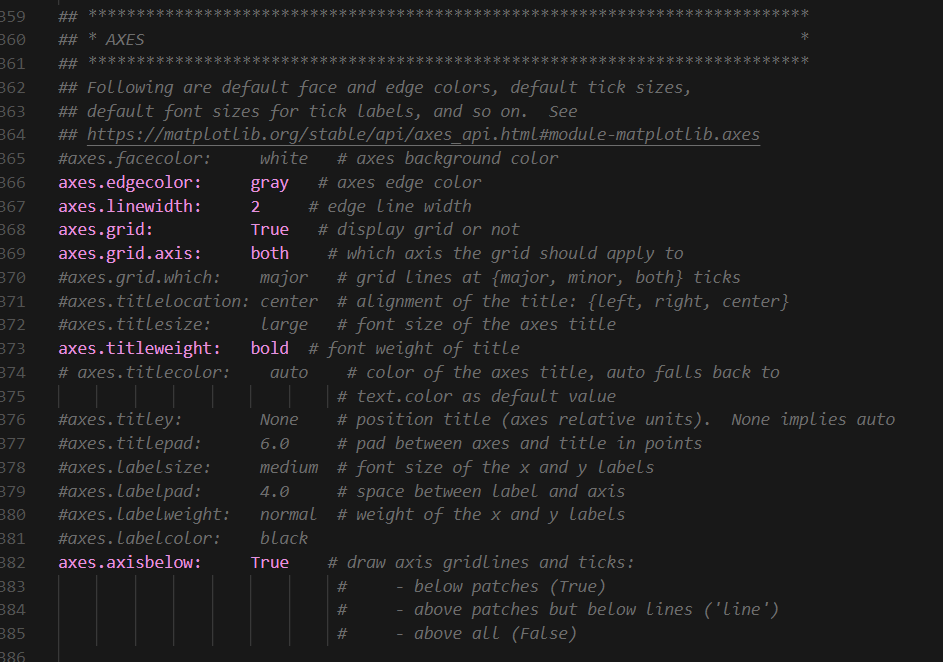 359 ## ***************************************************************************
360 ## * AXES                                                                    *
361 ## ***************************************************************************
362 ## Following are default face and edge colors, default tick sizes,
363 ## default font sizes for tick labels, and so on.  See
364 ## https://matplotlib.org/stable/api/axes_api.html#module-matplotlib.axes
365 #axes.facecolor:     white   # axes background color
366 axes.edgecolor:     gray   # axes edge color
367 axes.linewidth:     2     # edge line width
368 axes.grid:          True   # display grid or not
369 axes.grid.axis:     both    # which axis the grid should apply to
370 #axes.grid.which:    major   # grid lines at {major, minor, both} ticks
371 #axes.titlelocation: center  # alignment of the title: {left, right, center}
372 #axes.titlesize:     large   # font size of the axes title
373 axes.titleweight:   bold  # font weight of title
374 # axes.titlecolor:    auto    # color of the axes title, auto falls back to
375                              # text.color as default value
376 #axes.titley:        None    # position title (axes relative units).  None implies auto
377 #axes.titlepad:      6.0     # pad between axes and title in points
378 #axes.labelsize:     medium  # font size of the x and y labels
379 #axes.labelpad:      4.0     # space between label and axis
380 #axes.labelweight:   normal  # weight of the x and y labels
381 #axes.labelcolor:    black
382 axes.axisbelow:     True    # draw axis gridlines and ticks:
383                              #     - below patches (True)
384                              #     - above patches but below lines ('line')
385                              #     - above all (False)
386